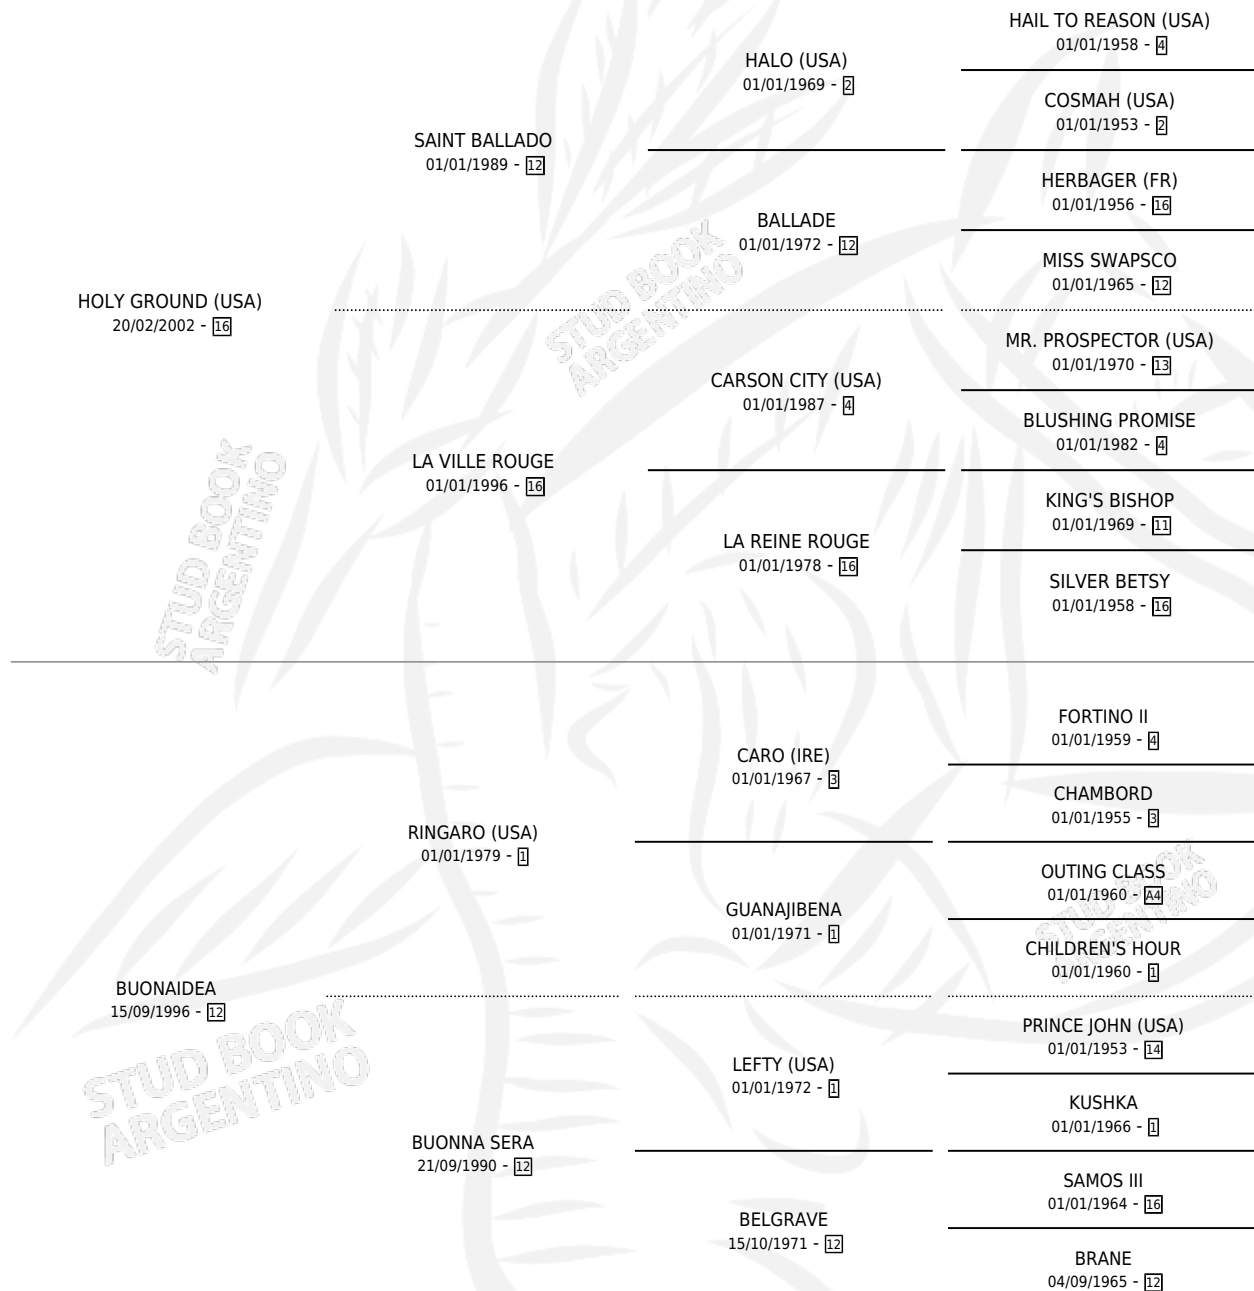 HAIL TO REASON (USA)
01/01/1958 - 4
HALO (USA)
01/01/1969 - 2
COSMAH (USA)
01/01/1953 - 2
SAINT BALLADO
01/01/1989 - 12
HERBAGER (FR)
01/01/1956 - 16
BALLADE
01/01/1972 - 12
MISS SWAPSCO
01/01/1965 - 12
HOLY GROUND (USA)
20/02/2002 - 16
MR. PROSPECTOR (USA)
01/01/1970 - 13
CARSON CITY (USA)
01/01/1987 - 4
BLUSHING PROMISE
01/01/1982 - 4
LA VILLE ROUGE
01/01/1996 - 16
KING'S BISHOP
01/01/1969 - 11
LA REINE ROUGE
01/01/1978 - 16
SILVER BETSY
01/01/1958 - 16
FORTINO II
01/01/1959 - 4
CARO (IRE)
01/01/1967 - 3
CHAMBORD
01/01/1955 - 3
RINGARO (USA)
01/01/1979 - 1
OUTING CLASS
01/01/1960 - A4
GUANAJIBENA
01/01/1971 - 1
CHILDREN'S HOUR
01/01/1960 - 1
BUONAIDEA
15/09/1996 - 12
PRINCE JOHN (USA)
01/01/1953 - 14
LEFTY (USA)
01/01/1972 - 1
KUSHKA
01/01/1966 - 1
BUONNA SERA
21/09/1990 - 12
SAMOS III
01/01/1964 - 16
BELGRAVE
15/10/1971 - 12
BRANE
04/09/1965 - 12
STUD BOOK
ARGENTINO
STUD BOOK
ARGENTINO
STUD BOOK
ARGENTINO
STUD BOOK
ARGENTINO